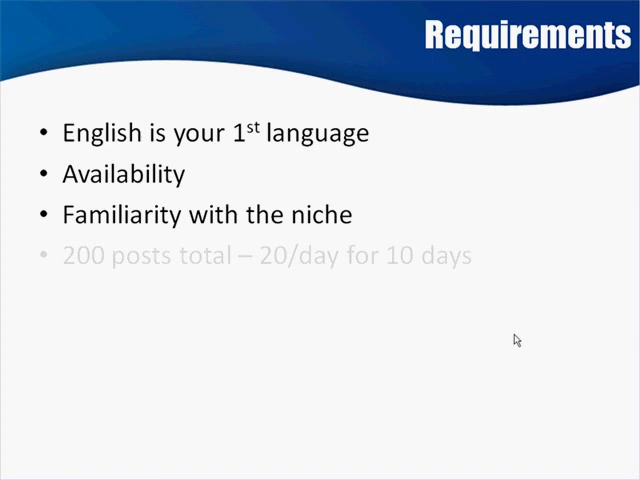 Requirements
• English is your 1st language
• Availability
• Familiarity with the niche
• 200 posts total – 20/day for 10 days